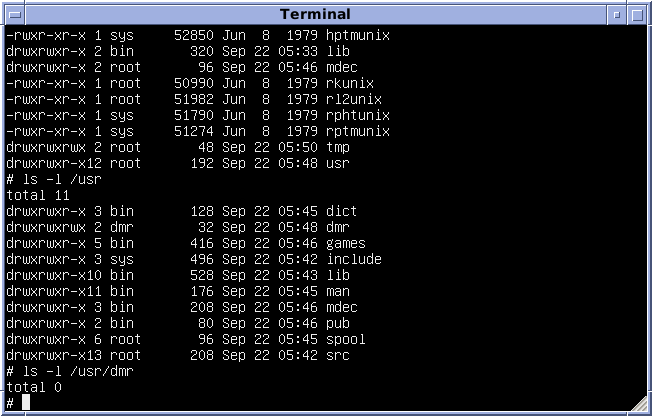 Terminal
-rwxr-xr-x 1 sys     52850 Jun  8  1979 hptmunix
drwxrwxr-x 2 bin       320 Sep 22 05:33 lib
drwxrwxr-x 2 root       96 Sep 22 05:46 mdec
-rwxr-xr-x 1 root    50990 Jun  8  1979 rkunix
-rwxr-xr-x 1 root    51982 Jun  8  1979 rl2unix
-rwxr-xr-x 1 sys     51790 Jun  8  1979 rphtunix
-rwxr-xr-x 1 sys     51274 Jun  8  1979 rptmunix
drwxrwxrwx 2 root       48 Sep 22 05:50 tmp
drwxrwxr-x12 root      192 Sep 22 05:48 usr
# ls -l /usr
total 11
drwxrwxr-x 3 bin       128 Sep 22 05:45 dict
drwxrwxrwx 2 dmr        32 Sep 22 05:48 dmr
drwxrwxr-x 5 bin       416 Sep 22 05:46 games
drwxrwxr-x 3 sys       496 Sep 22 05:42 include
drwxrwxr-x10 bin       528 Sep 22 05:43 lib
drwxrwxr-x11 bin       176 Sep 22 05:45 man
drwxrwxr-x 3 bin       208 Sep 22 05:46 mdec
drwxrwxr-x 2 bin        80 Sep 22 05:46 pub
drwxrwxr-x 6 root       96 Sep 22 05:45 spool
drwxrwxr-x13 root      208 Sep 22 05:42 src
# ls -l /usr/dmr
total 0
#